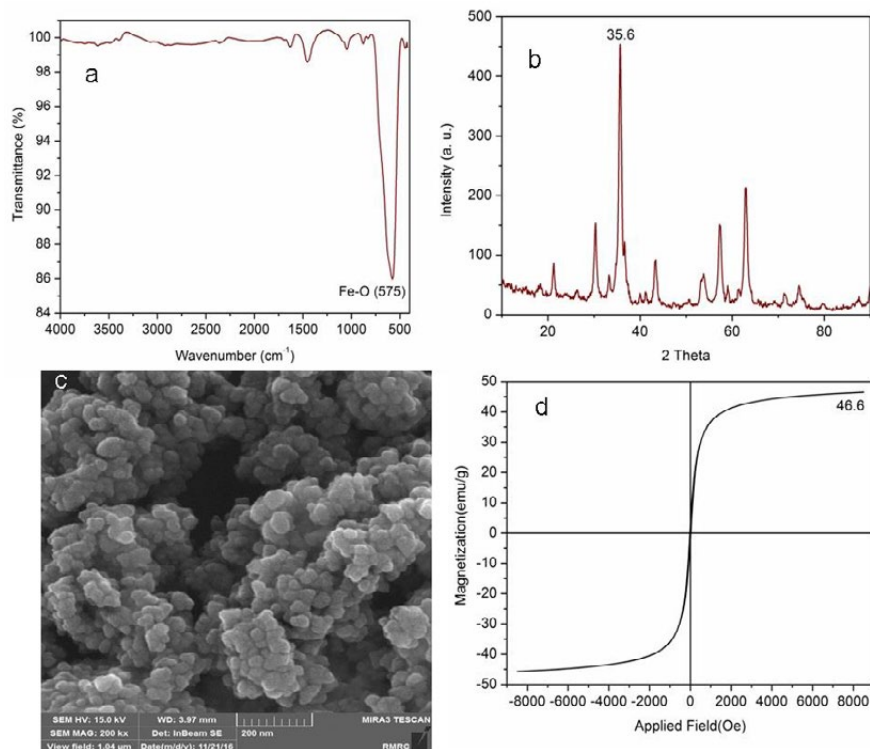 a
100
98
96
94
92
90
88
86
84
Transmittance (%)
Fe-O (575)
4000 3500 3000 2500 2000 1500 1000 500
Wavenumber (cm-1)
b
35.6
500
400
300
200
100
0
Intensity (a. u.)
20 40 60 80
2 Theta
c
SEM HV: 15.0 kV WD: 3.97 mm MIRA3 TESCAN
SEM MAG: 200 kx Det: InBeam SE 200 nm
View field: 1.04 µm Date(m/d/y): 11/21/16 RMRC
d
46.6
50
40
30
20
10
0
-10
-20
-30
-40
-50
Magnetization(emu/g)
-8000 -6000 -4000 -2000 0 2000 4000 6000 8000
Applied Field(Oe)